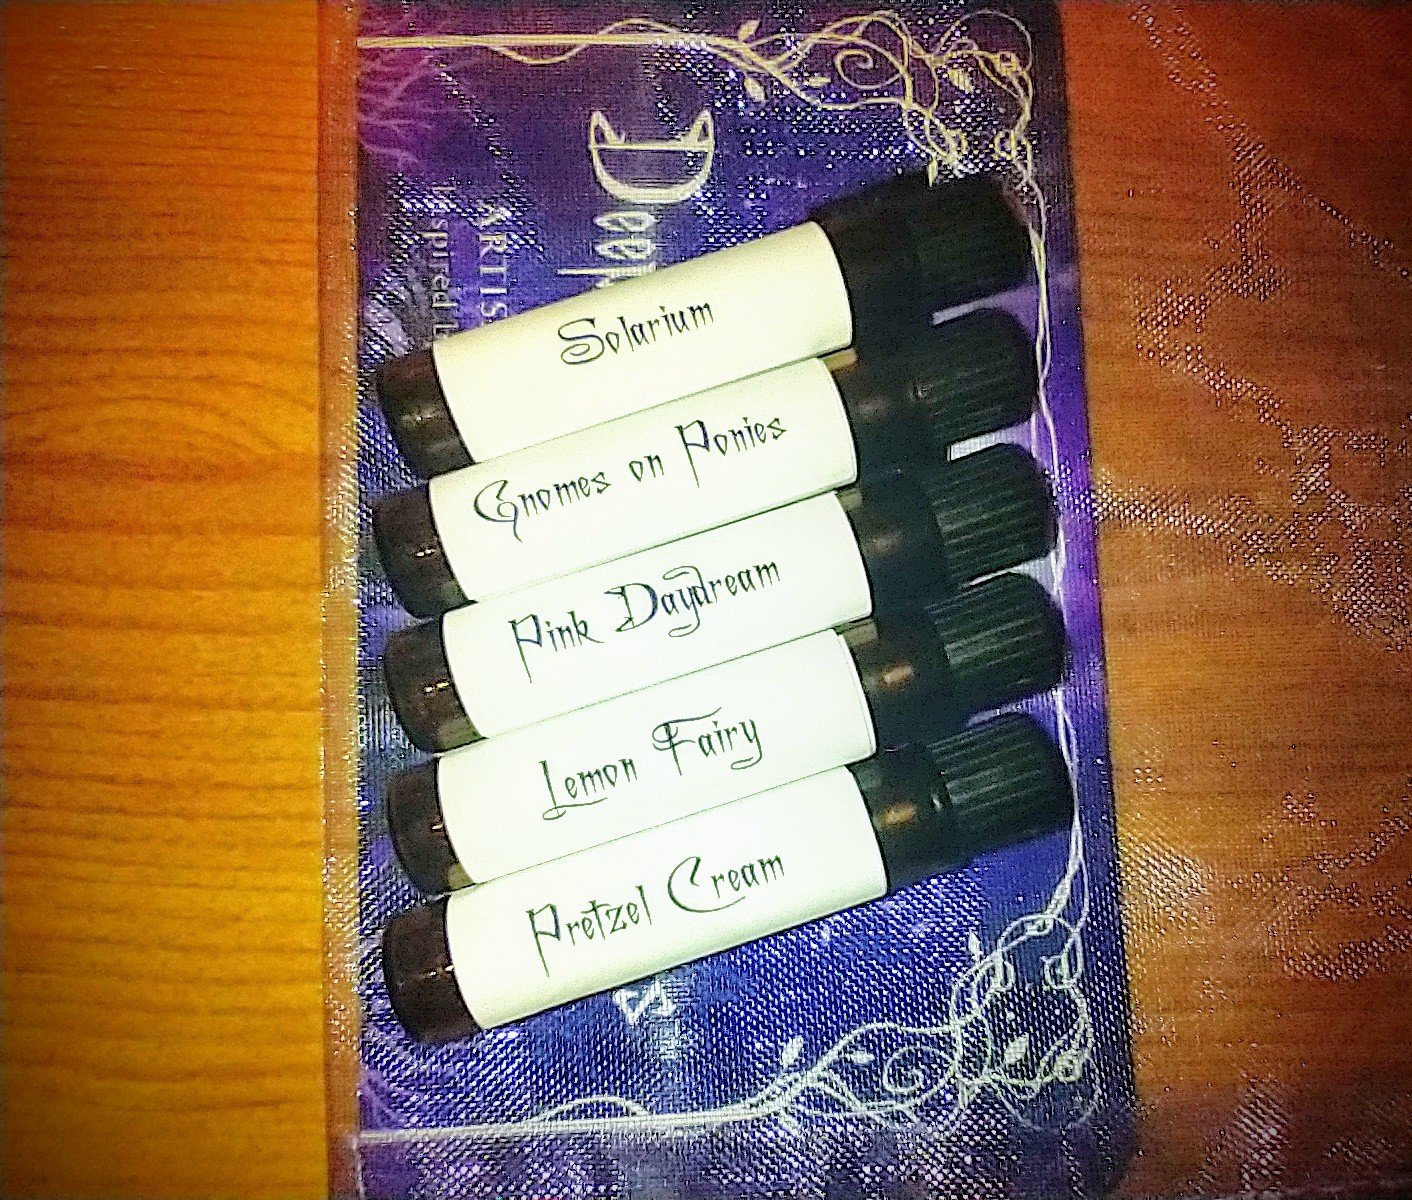 Solarium
Gnomes on Ponies
Pink Daydream
Lemon Fairy
Pretzel Cream